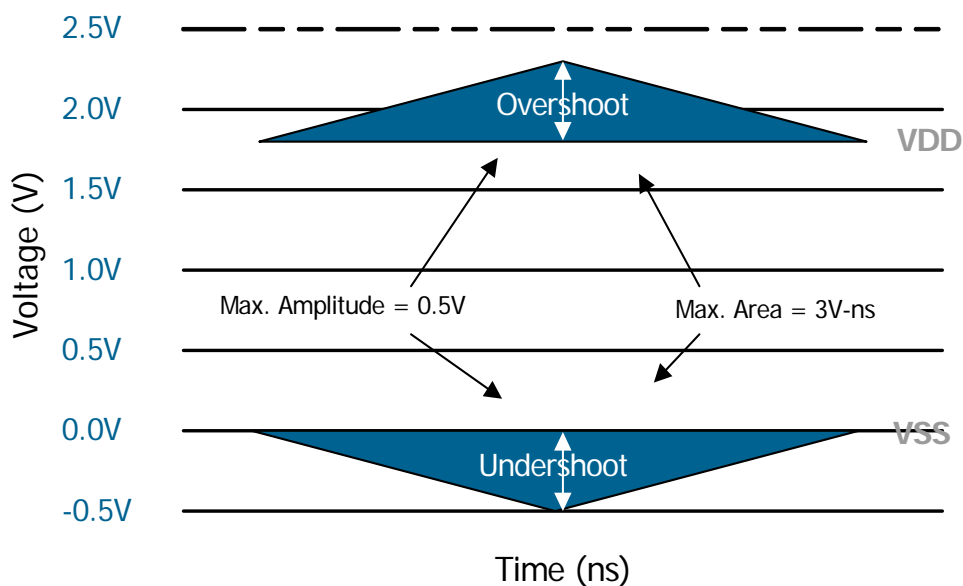 2.5V
Overshoot
2.0V
VDD
1.5V
Voltage (V)
1.0V
Max. Amplitude = 0.5V
Max. Area = 3V-ns
0.5V
0.0V
VSS
Undershoot
-0.5V
Time (ns)